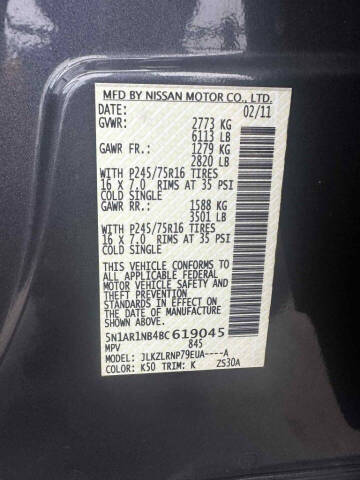 MFD BY NISSAN MOTOR CO., LTD.
DATE: 02/11
GVWR: 2773 KG
6113 LB
GAWR FR.: 1279 KG
2820 LB
WITH P245/75R16 TIRES
16 X 7.0 RIMS AT 35 PSI
COLD SINGLE
GAWR RR.: 1588 KG
3501 LB
WITH P245/75R16 TIRES
16 X 7.0 RIMS AT 35 PSI
COLD SINGLE
THIS VEHICLE CONFORMS TO
ALL APPLICABLE FEDERAL
MOTOR VEHICLE SAFETY AND
STANDARDS IN EFFECT ON
THE DATE OF MANUFACTURE
SHOWN ABOVE.
5N1AR1NB4BC619045
MPV 845
MODEL: JLKZLRNP79EUA----A
COLOR: K50 TRIM: K ZS30A